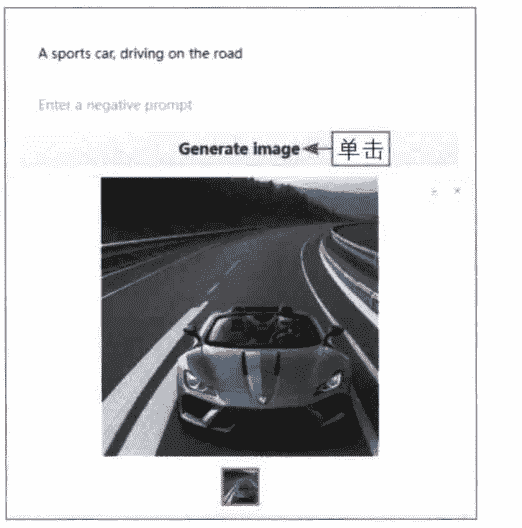 A sports car, driving on the road
Enter a negative prompt
Generate image
单击